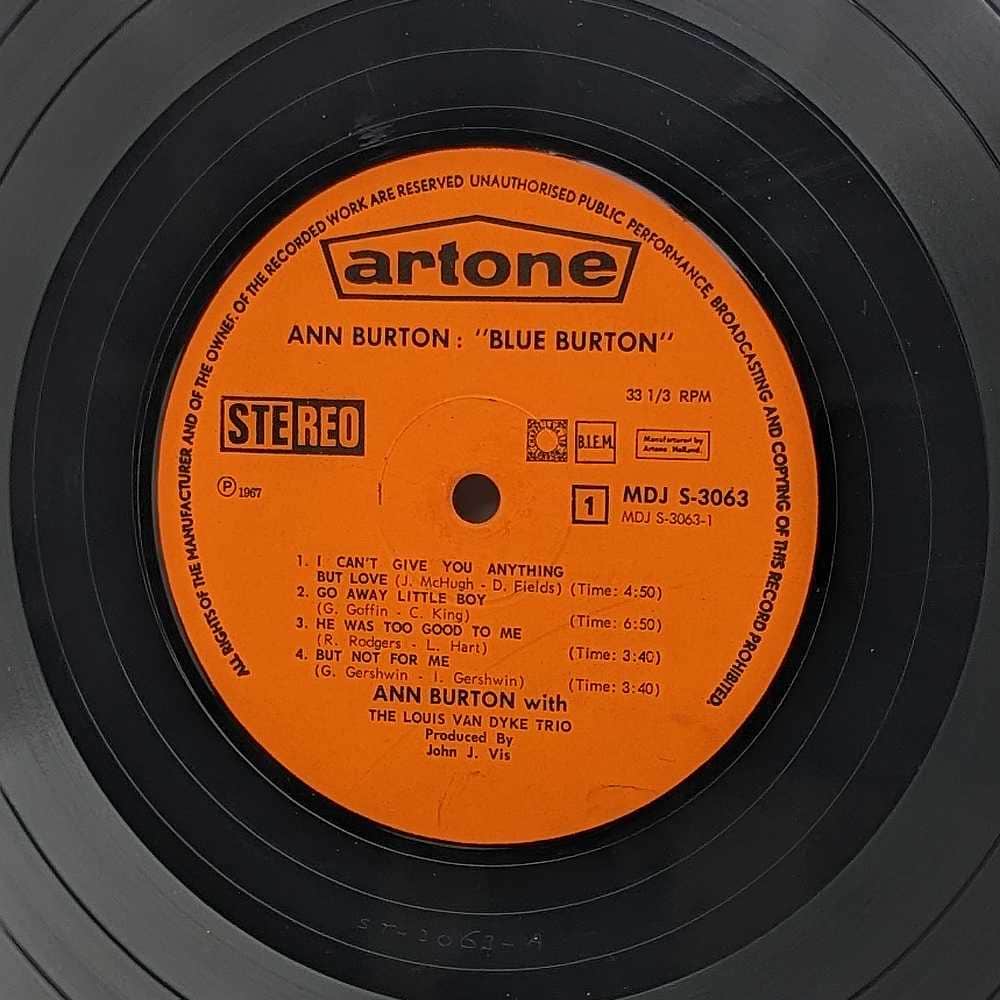 ALL RIGHTS OF THE MANUFACTURER AND OF THE OWNER OF THE RECORDED WORK ARE RESERVED UNAUTHORISED PUBLIC PERFORMANCE, BROADCASTING AND COPYING OF THIS RECORD PROHIBITED.
artone
ANN BURTON: "BLUE BURTON"
33 1/3 RPM
STEREO
B.I.E.M.
Manufactured by
Artone Holland.
℗ 1967
1 MDJ S-3063
MDJ S-3063-1
1. I CAN'T GIVE YOU ANYTHING
BUT LOVE (J. McHugh - D. Fields) (Time: 4:50)
2. GO AWAY LITTLE BOY
(G. Goffin - C. King) (Time: 6:50)
3. HE WAS TOO GOOD TO ME
(R. Rodgers - L. Hart) (Time: 3:40)
4. BUT NOT FOR ME
(G. Gershwin - I. Gershwin) (Time: 3:40)
ANN BURTON with
THE LOUIS VAN DYKE TRIO
Produced By
John J. Vis
ST-3063-A